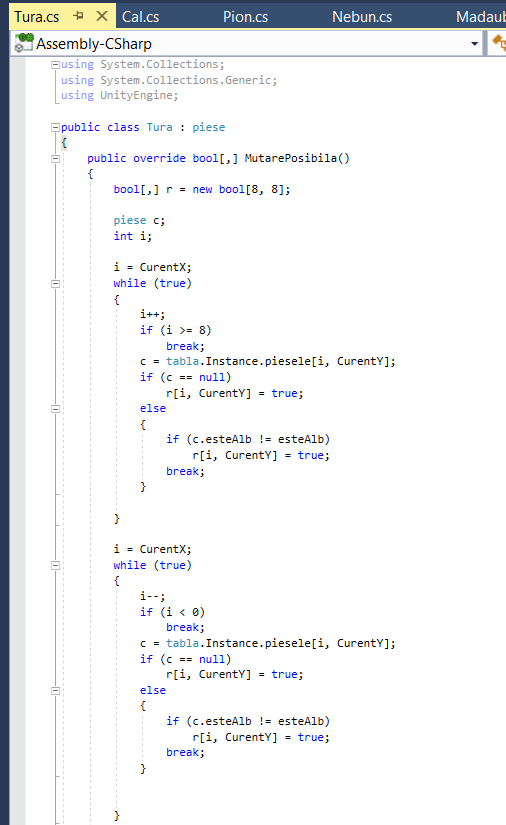 Tura.cs Cal.cs Pion.cs Nebun.cs Madaub
Assembly-CSharp
using System.Collections;
using System.Collections.Generic;
using UnityEngine;
public class Tura : piese
{
public override bool[,] MutarePosibila()
{
bool[,] r = new bool[8, 8];
piese c;
int i;
i = CurentX;
while (true)
{
i++;
if (i >= 8)
break;
c = tabla.Instance.piesele[i, CurentY];
if (c == null)
r[i, CurentY] = true;
else
{
if (c.esteAlb != esteAlb)
r[i, CurentY] = true;
break;
}
}
i = CurentX;
while (true)
{
i--;
if (i < 0)
break;
c = tabla.Instance.piesele[i, CurentY];
if (c == null)
r[i, CurentY] = true;
else
{
if (c.esteAlb != esteAlb)
r[i, CurentY] = true;
break;
}
}